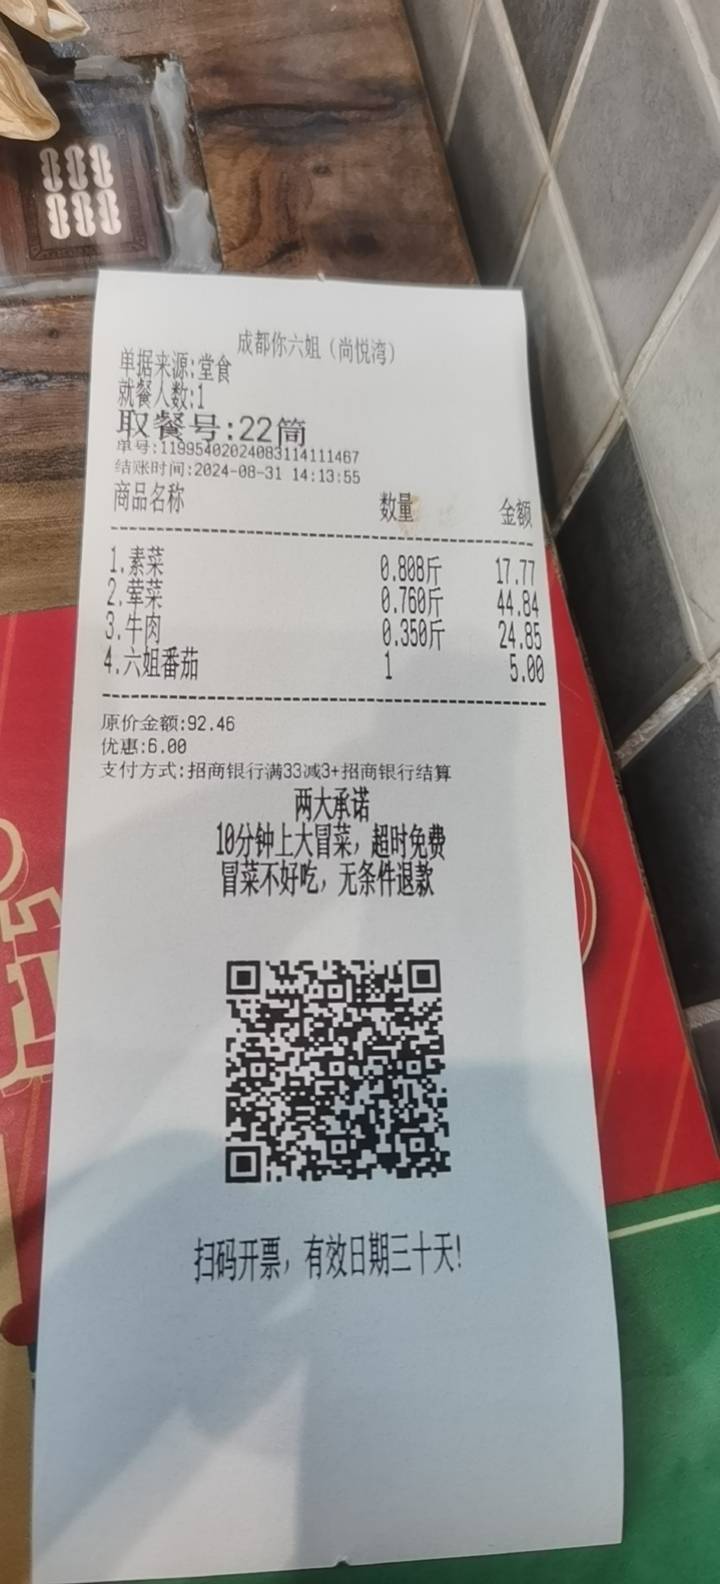 成都你六姐（尚悦湾）
单据来源:堂食
就餐人数:1
取餐号:22筒
单号:11995402024083114111467
结账时间:2024-08-31 14:13:55
商品名称 数量 金额
1.素菜 0.808斤 17.77
2.荤菜 0.760斤 44.84
3.牛肉 0.350斤 24.85
4.六姐番茄 1 5.00
原价金额:92.46
优惠:6.00
支付方式:招商银行满33减3+招商银行结算
两大承诺
10分钟上大冒菜，超时免费
冒菜不好吃，无条件退款
扫码开票，有效日期三十天!